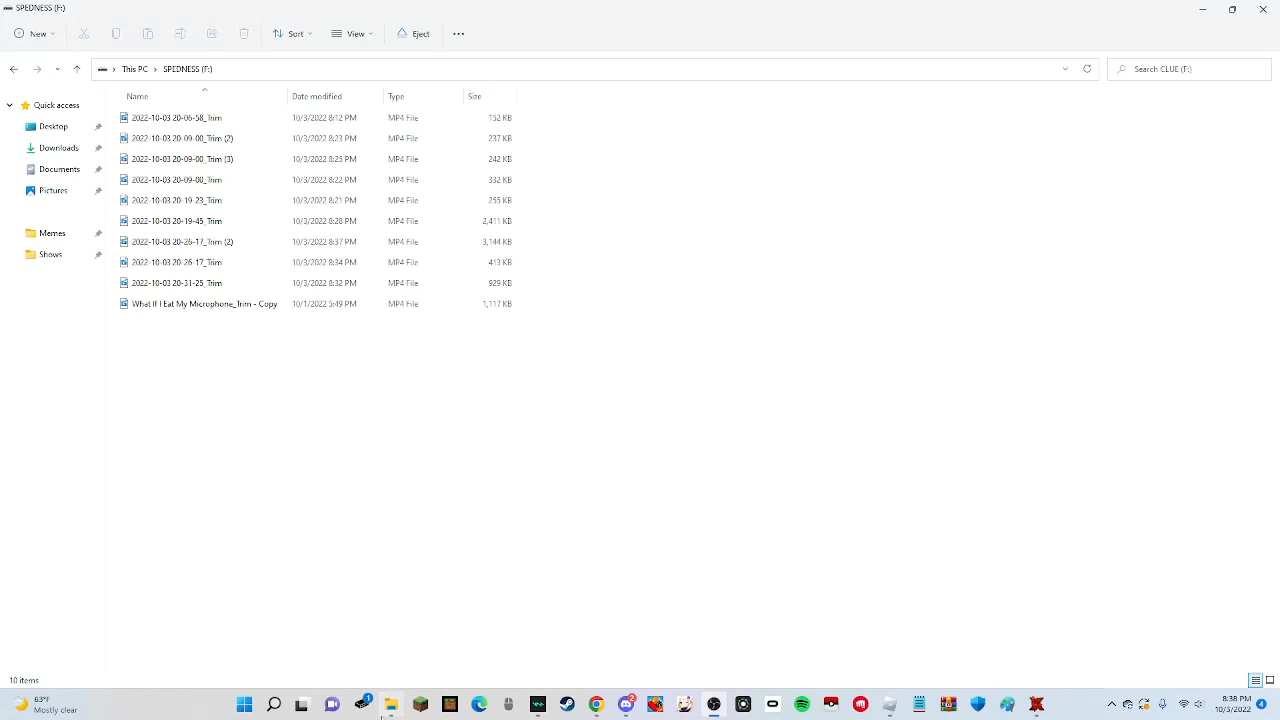 SPEDNESS (F:)
New Sort View Eject
This PC SPEDNESS (F:) Search CLUE (F:)
Name Date modified Type Size
Quick access
Desktop
Downloads
Documents
Pictures
Memes
Shows
2022-10-03 20-06-58_Trim 10/3/2022 8:12 PM MP4 File 152 KB
2022-10-03 20-09-00_Trim (2) 10/3/2022 8:23 PM MP4 File 237 KB
2022-10-03 20-09-00_Trim (3) 10/3/2022 8:25 PM MP4 File 242 KB
2022-10-03 20-09-00_Trim 10/3/2022 8:22 PM MP4 File 332 KB
2022-10-03 20-19-23_Trim 10/3/2022 8:21 PM MP4 File 255 KB
2022-10-03 20-19-45_Trim 10/3/2022 8:28 PM MP4 File 2,411 KB
2022-10-03 20-26-17_Trim (2) 10/3/2022 8:37 PM MP4 File 3,144 KB
2022-10-03 20-26-17_Trim 10/3/2022 8:34 PM MP4 File 413 KB
2022-10-03 20-31-25_Trim 10/3/2022 8:32 PM MP4 File 929 KB
What If I Eat My Microphone_Trim - Copy 10/1/2022 5:49 PM MP4 File 1,117 KB
10 items
63°F
Mostly clear
1
2
8:38 PM
10/3/2022
4